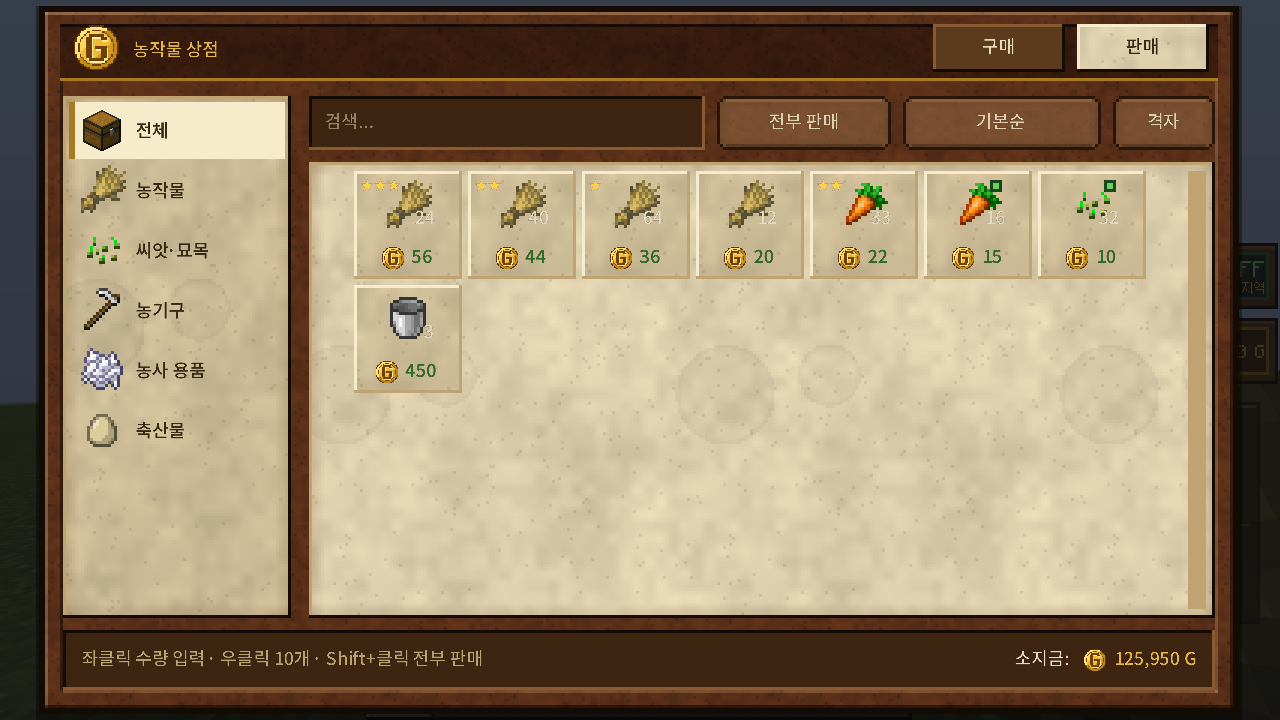 농작물 상점
구매
판매
전체
농작물
씨앗·묘목
농기구
농사 용품
축산물
검색...
전부 판매
기본순
격자
24
40
64
12
33
16
32
56
44
36
20
22
15
10
3
450
FF
지역
G
좌클릭 수량 입력 · 우클릭 10개 · Shift+클릭 전부 판매
소지금:
125,950 G